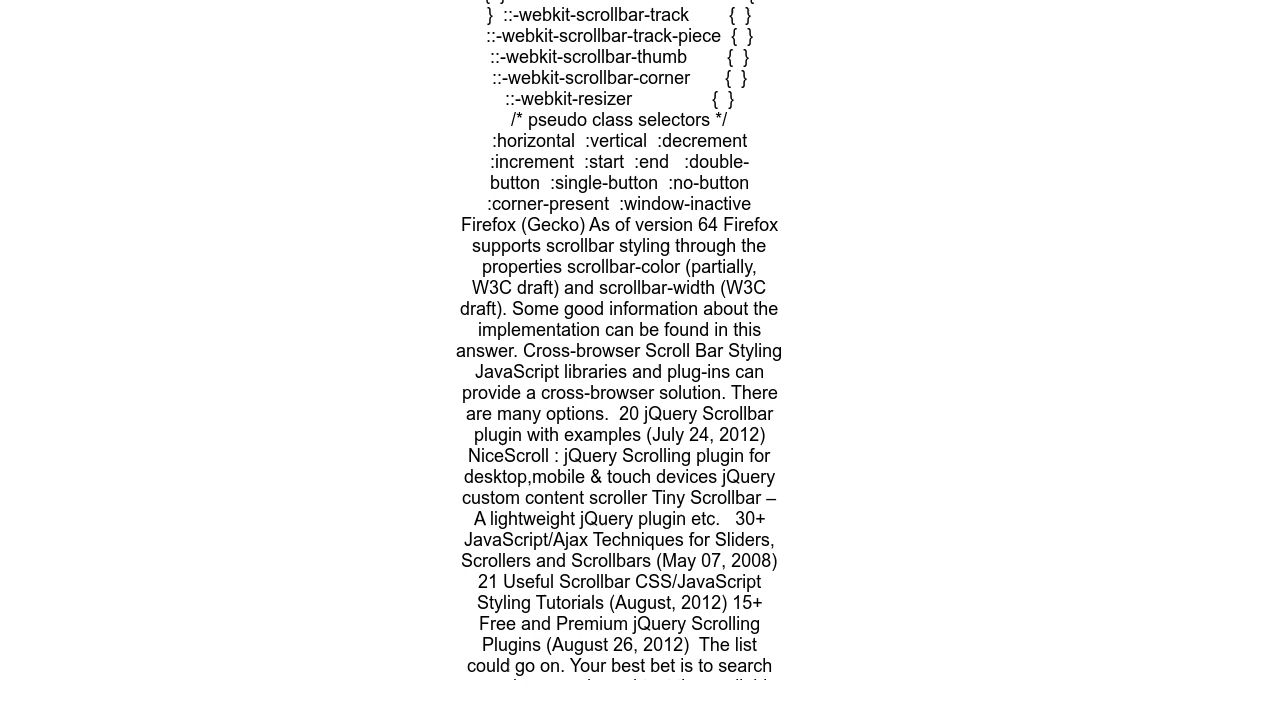 } ::-webkit-scrollbar-track { }
::-webkit-scrollbar-track-piece { }
::-webkit-scrollbar-thumb { }
::-webkit-scrollbar-corner { }
::-webkit-resizer { }
/* pseudo class selectors */
:horizontal :vertical :decrement
:increment :start :end :double-
button :single-button :no-button
:corner-present :window-inactive
Firefox (Gecko) As of version 64 Firefox
supports scrollbar styling through the
properties scrollbar-color (partially,
W3C draft) and scrollbar-width (W3C
draft). Some good information about the
implementation can be found in this
answer. Cross-browser Scroll Bar Styling
JavaScript libraries and plug-ins can
provide a cross-browser solution. There
are many options. 20 jQuery Scrollbar
plugin with examples (July 24, 2012)
NiceScroll : jQuery Scrolling plugin for
desktop,mobile & touch devices jQuery
custom content scroller Tiny Scrollbar –
A lightweight jQuery plugin etc. 30+
JavaScript/Ajax Techniques for Sliders,
Scrollers and Scrollbars (May 07, 2008)
21 Useful Scrollbar CSS/JavaScript
Styling Tutorials (August, 2012) 15+
Free and Premium jQuery Scrolling
Plugins (August 26, 2012) The list
could go on. Your best bet is to search